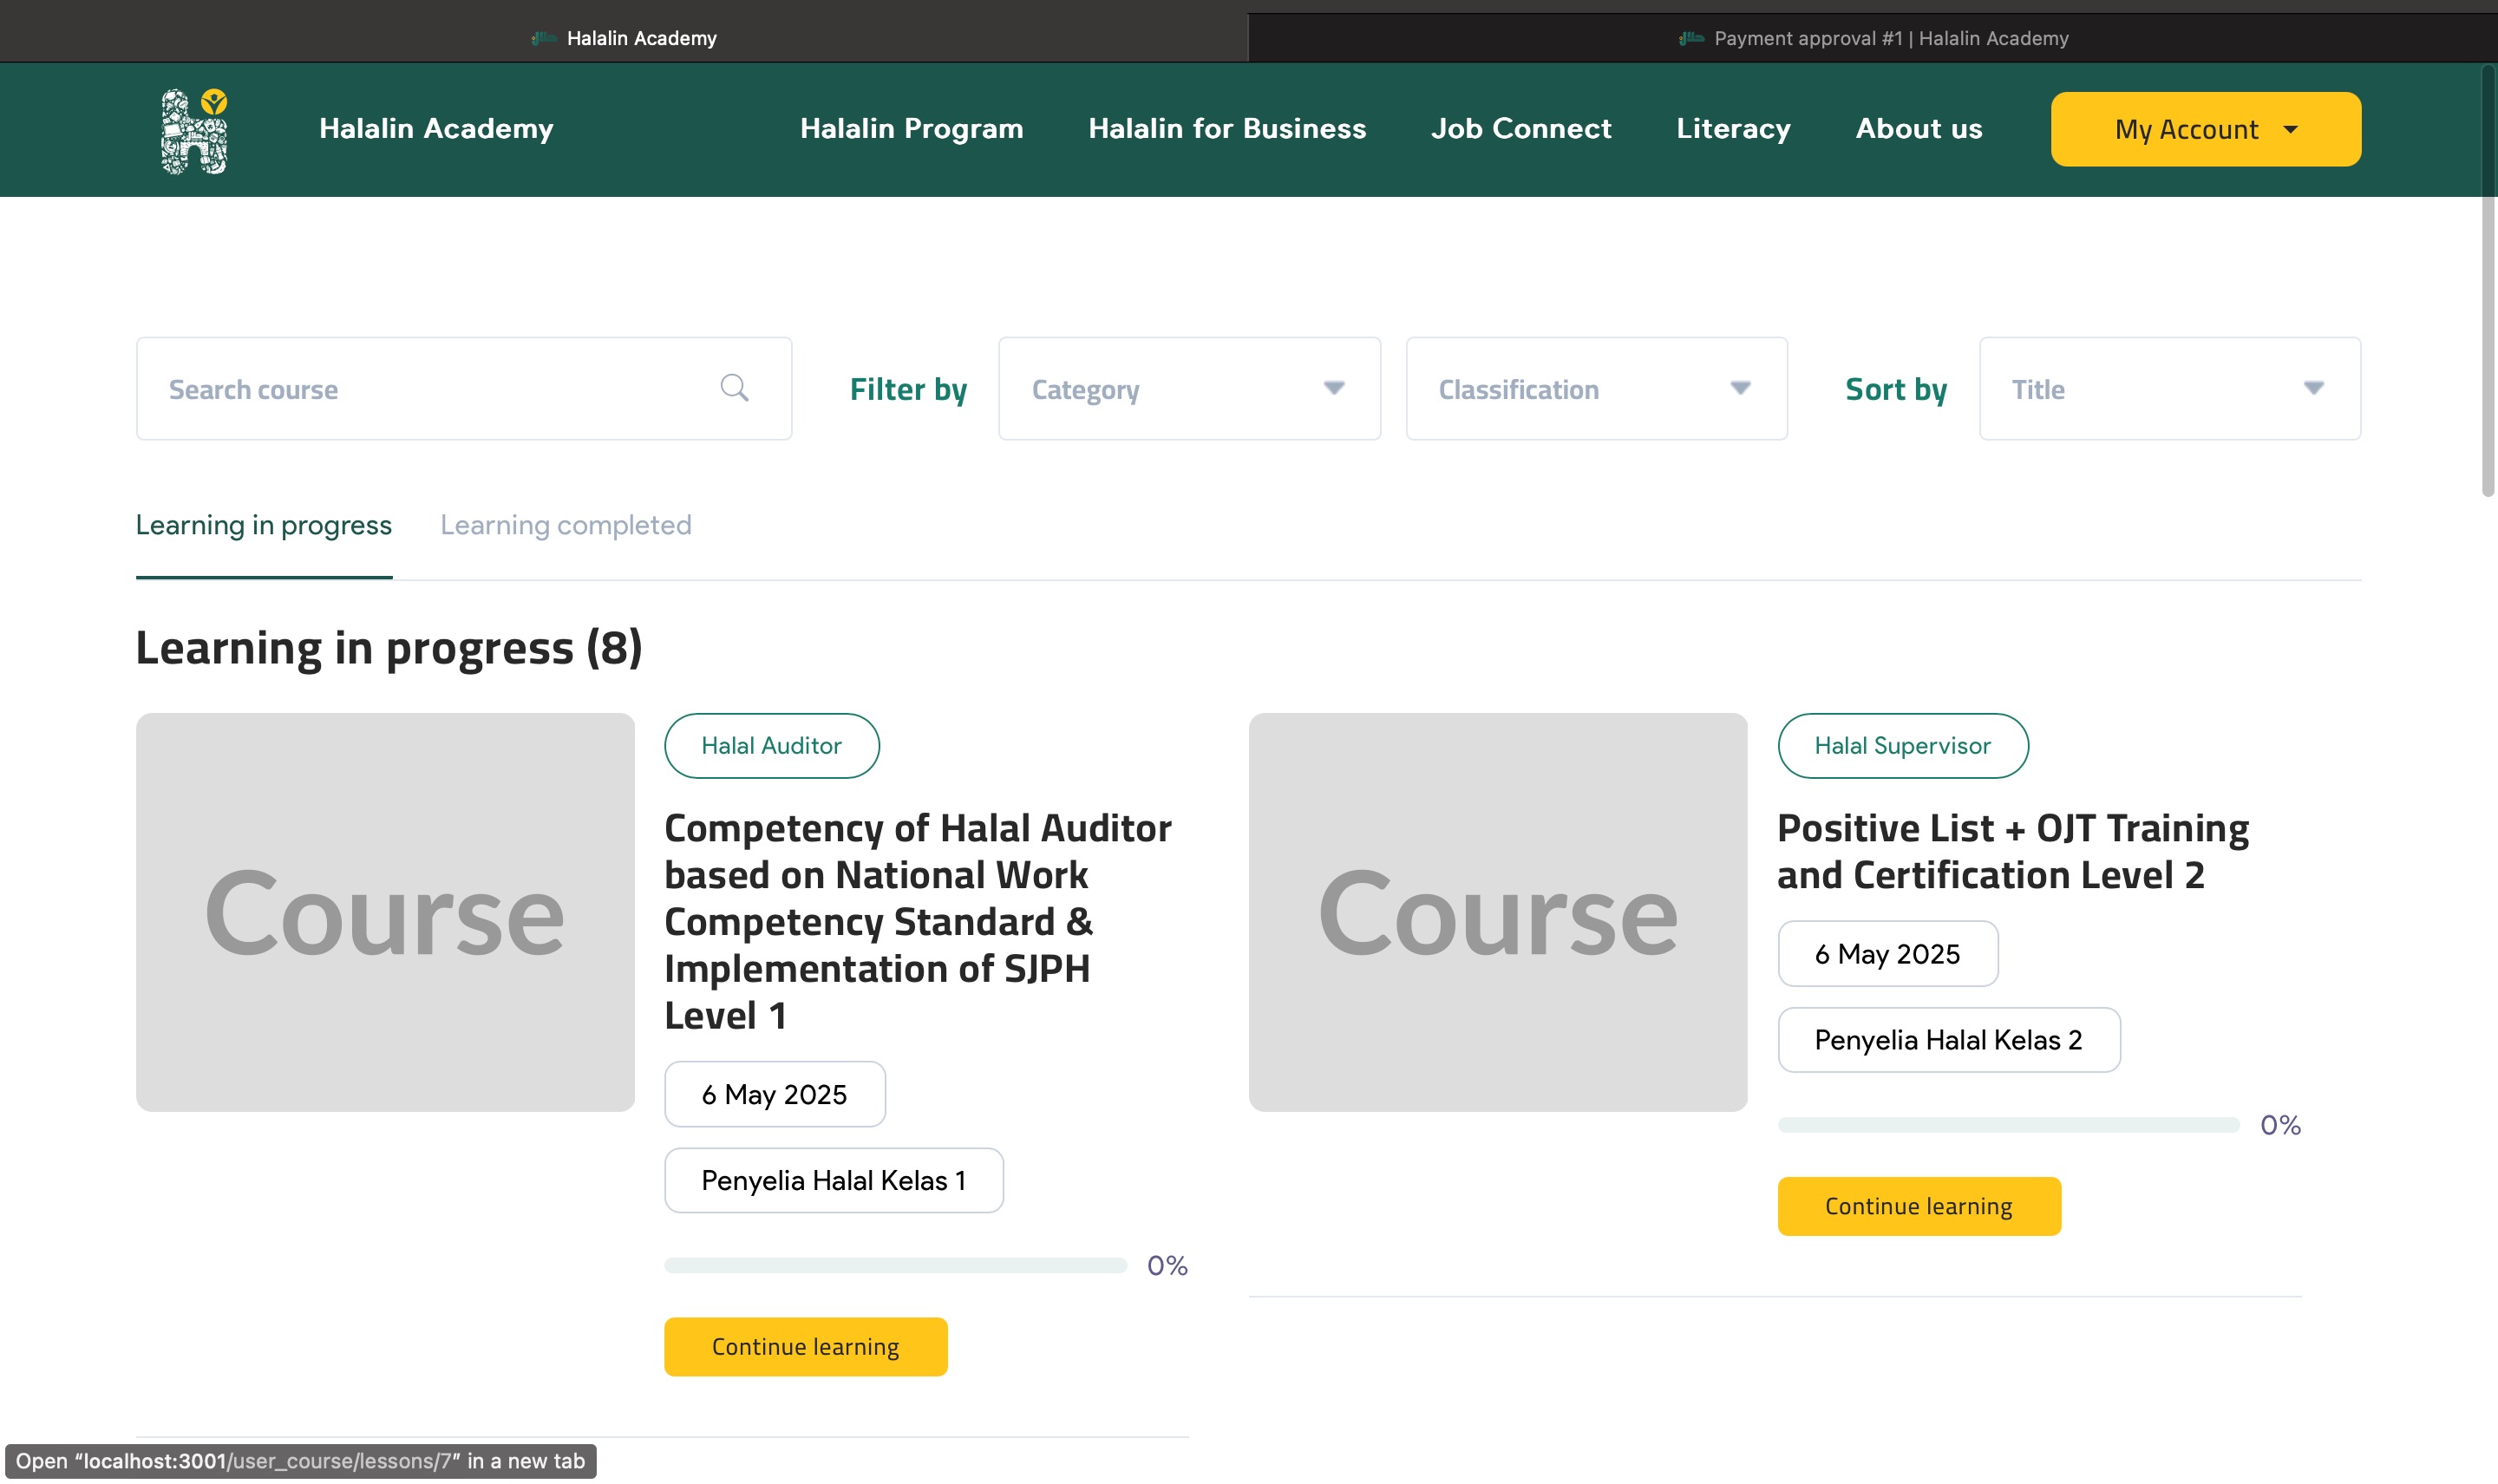 Halalin Academy
Payment approval #1 | Halalin Academy
Halalin Academy
Halalin Program
Halalin for Business
Job Connect
Literacy
About us
My Account
Search course
Filter by
Category
Classification
Sort by
Title
Learning in progress
Learning completed
Learning in progress (8)
Course
Halal Auditor
Competency of Halal Auditor
based on National Work
Competency Standard &
Implementation of SJPH
Level 1
6 May 2025
Penyelia Halal Kelas 1
0%
Continue learning
Course
Halal Supervisor
Positive List + OJT Training
and Certification Level 2
6 May 2025
Penyelia Halal Kelas 2
0%
Continue learning
Open “localhost:3001/user_course/lessons/7” in a new tab